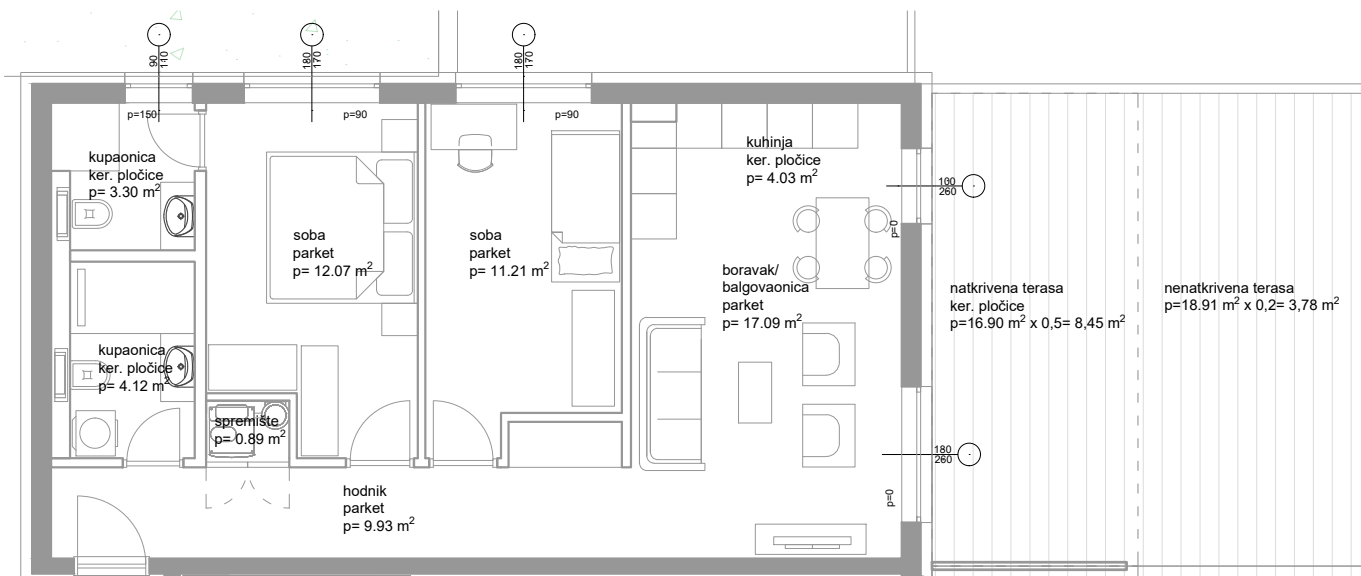 90
110
180
170
180
170
p=150
p=90
p=90
kupaonica
ker. pločice
p= 3.30 m²
kuhinja
ker. pločice
p= 4.03 m²
100
260
p=0
soba
parket
p= 12.07 m²
soba
parket
p= 11.21 m²
boravak/
balgovaonica
parket
p= 17.09 m²
natkrivena terasa
ker. pločice
p=16.90 m² x 0,5= 8,45 m²
nenatkrivena terasa
p=18.91 m² x 0,2= 3,78 m²
kupaonica
ker. pločice
p= 4.12 m²
spremište
p= 0.89 m²
180
260
p=0
hodnik
parket
p= 9.93 m²